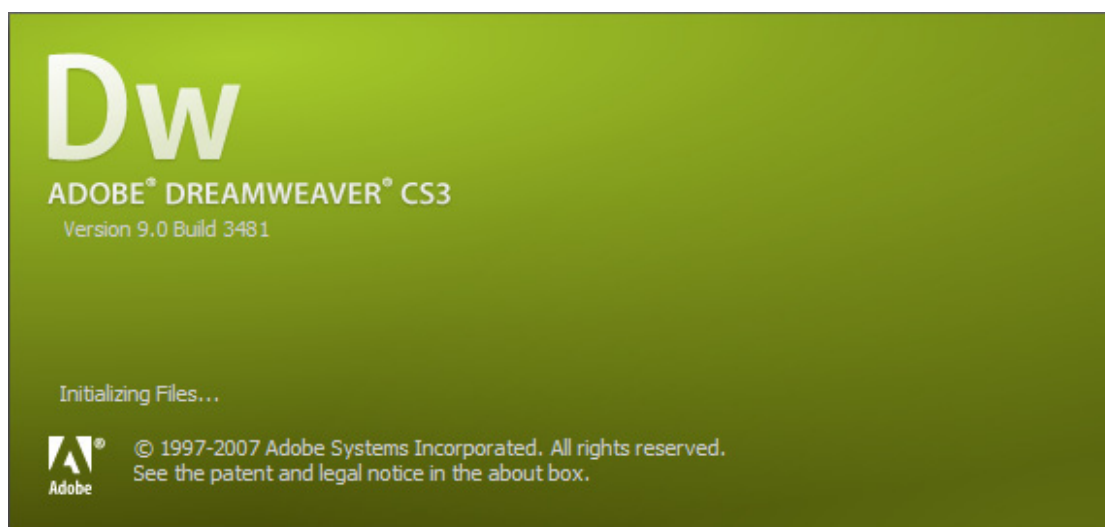 Dw
ADOBE® DREAMWEAVER® CS3
Version 9.0 Build 3481
Initializing Files...
® © 1997-2007 Adobe Systems Incorporated. All rights reserved.
Adobe See the patent and legal notice in the about box.